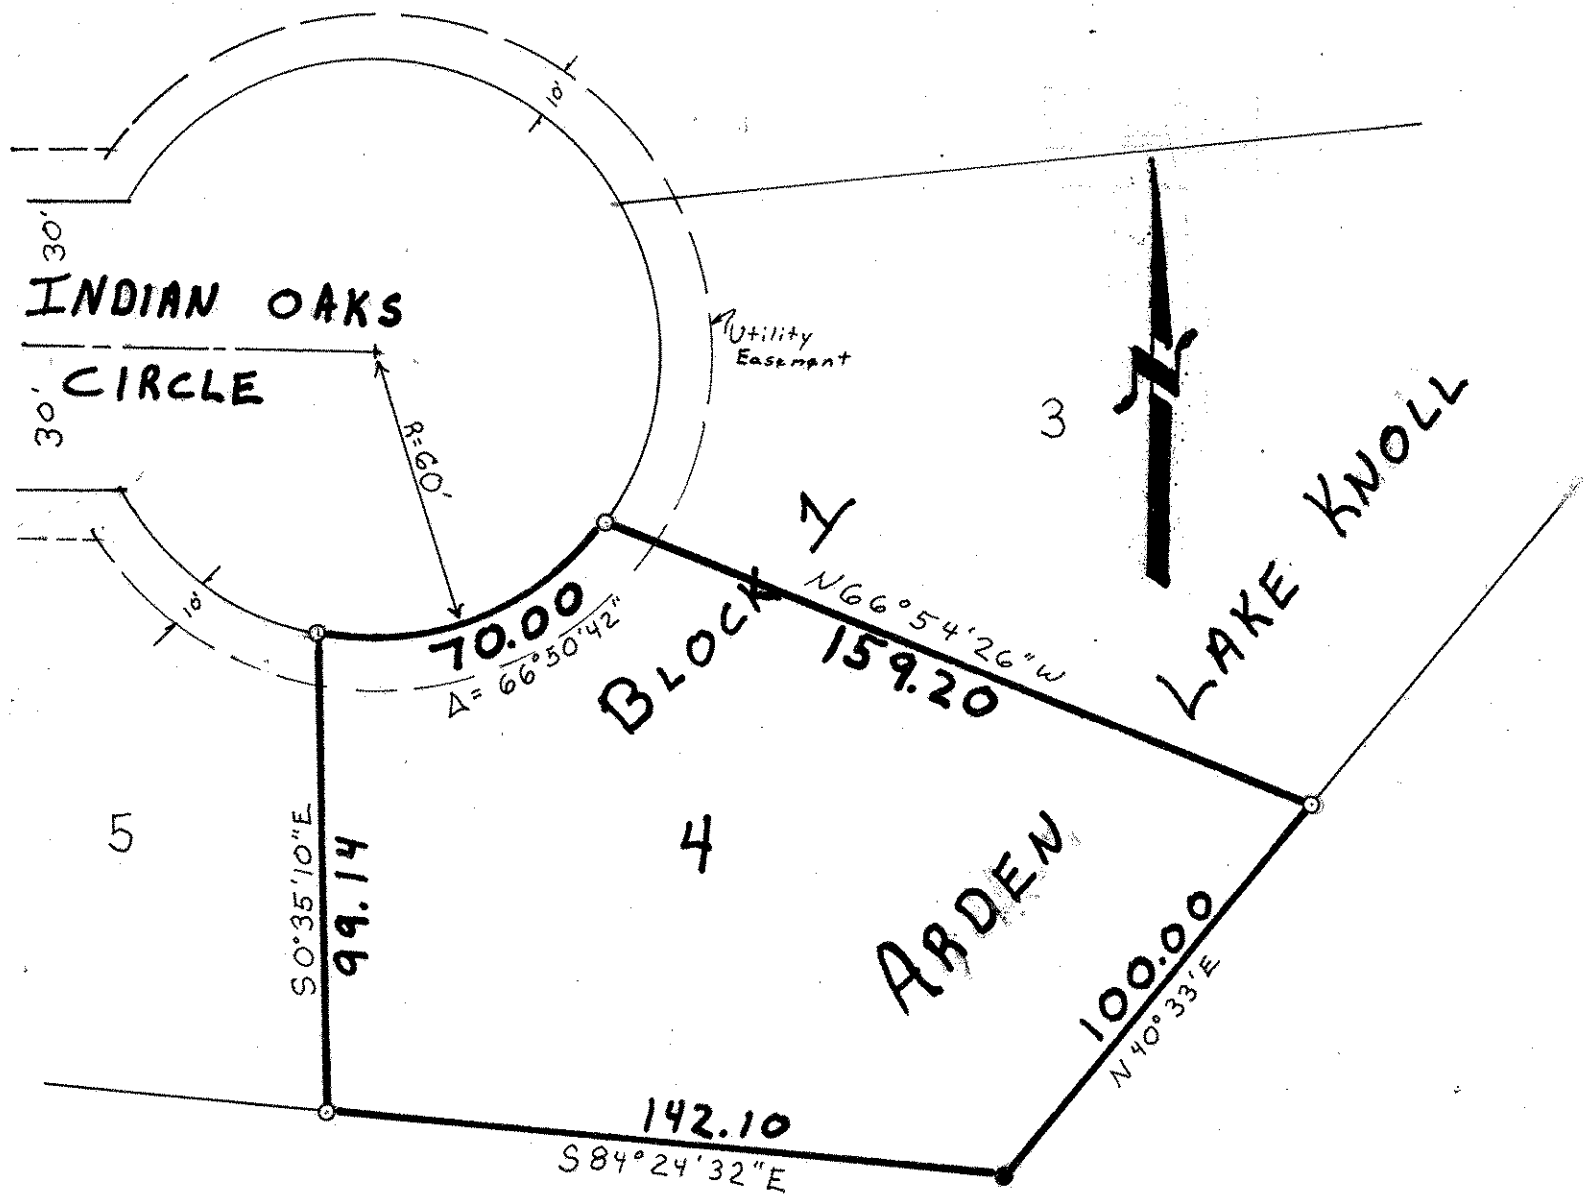 10'
30'
INDIAN OAKS
CIRCLE
30'
R=60'
Utility
Easement
N
3
LAKE KNOLL
10'
70.00
Δ= 66°50'42"
BLOCK 1
N66°54'26"W
159.20
5
S0°35'10"E
99.14
4
ARDEN
100.00
N40°33'E
142.10
S84°24'32"E